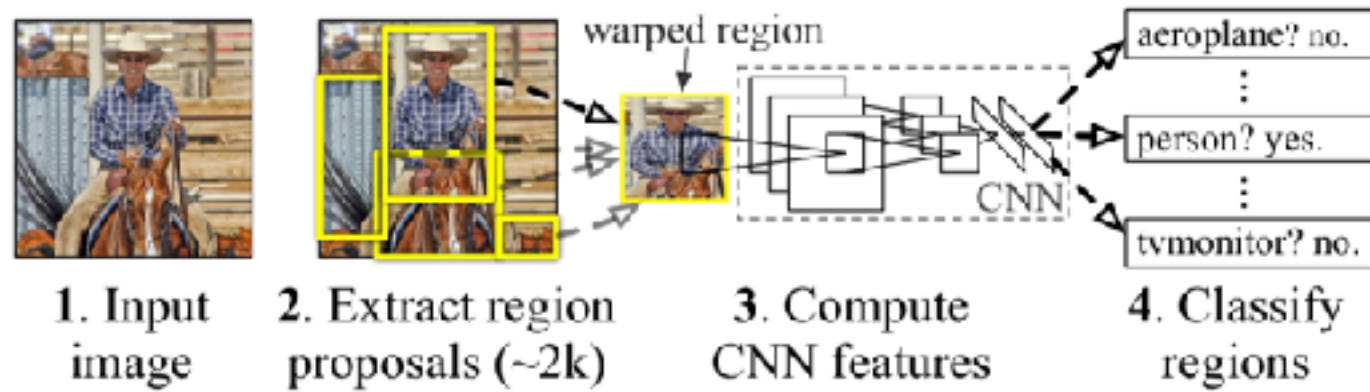 warped region
aeroplane? no.
person? yes.
CNN
tvmonitor? no.
1. Input
image
2. Extract region
proposals (~2k)
3. Compute
CNN features
4. Classify
regions